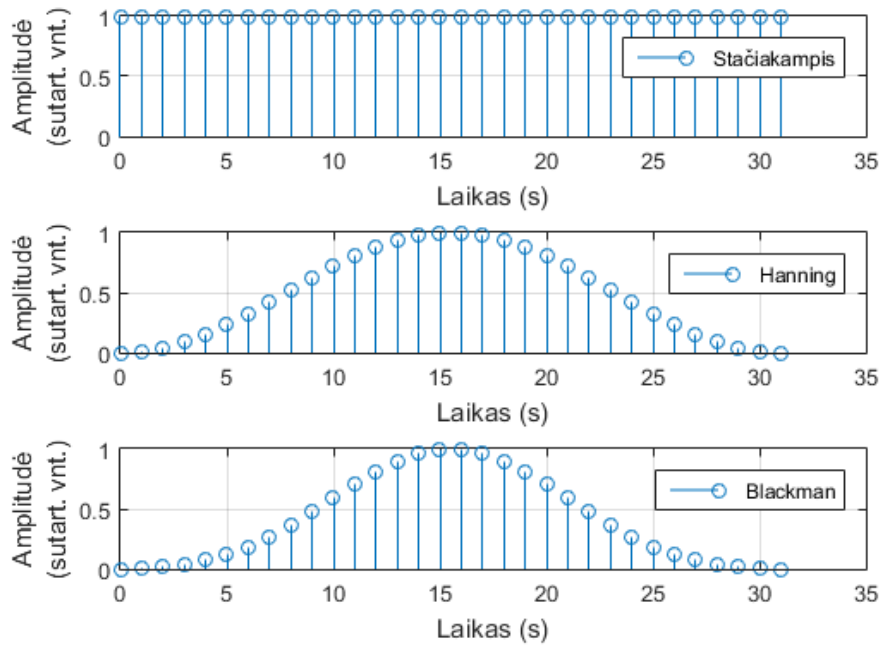 Amplitudė
(sutart. vnt.)
1
0.5
0
Stačiakampis
0 5 10 15 20 25 30 35
Laikas (s)
Amplitudė
(sutart. vnt.)
1
0.5
0
Hanning
0 5 10 15 20 25 30 35
Laikas (s)
Amplitudė
(sutart. vnt.)
1
0.5
0
Blackman
0 5 10 15 20 25 30 35
Laikas (s)